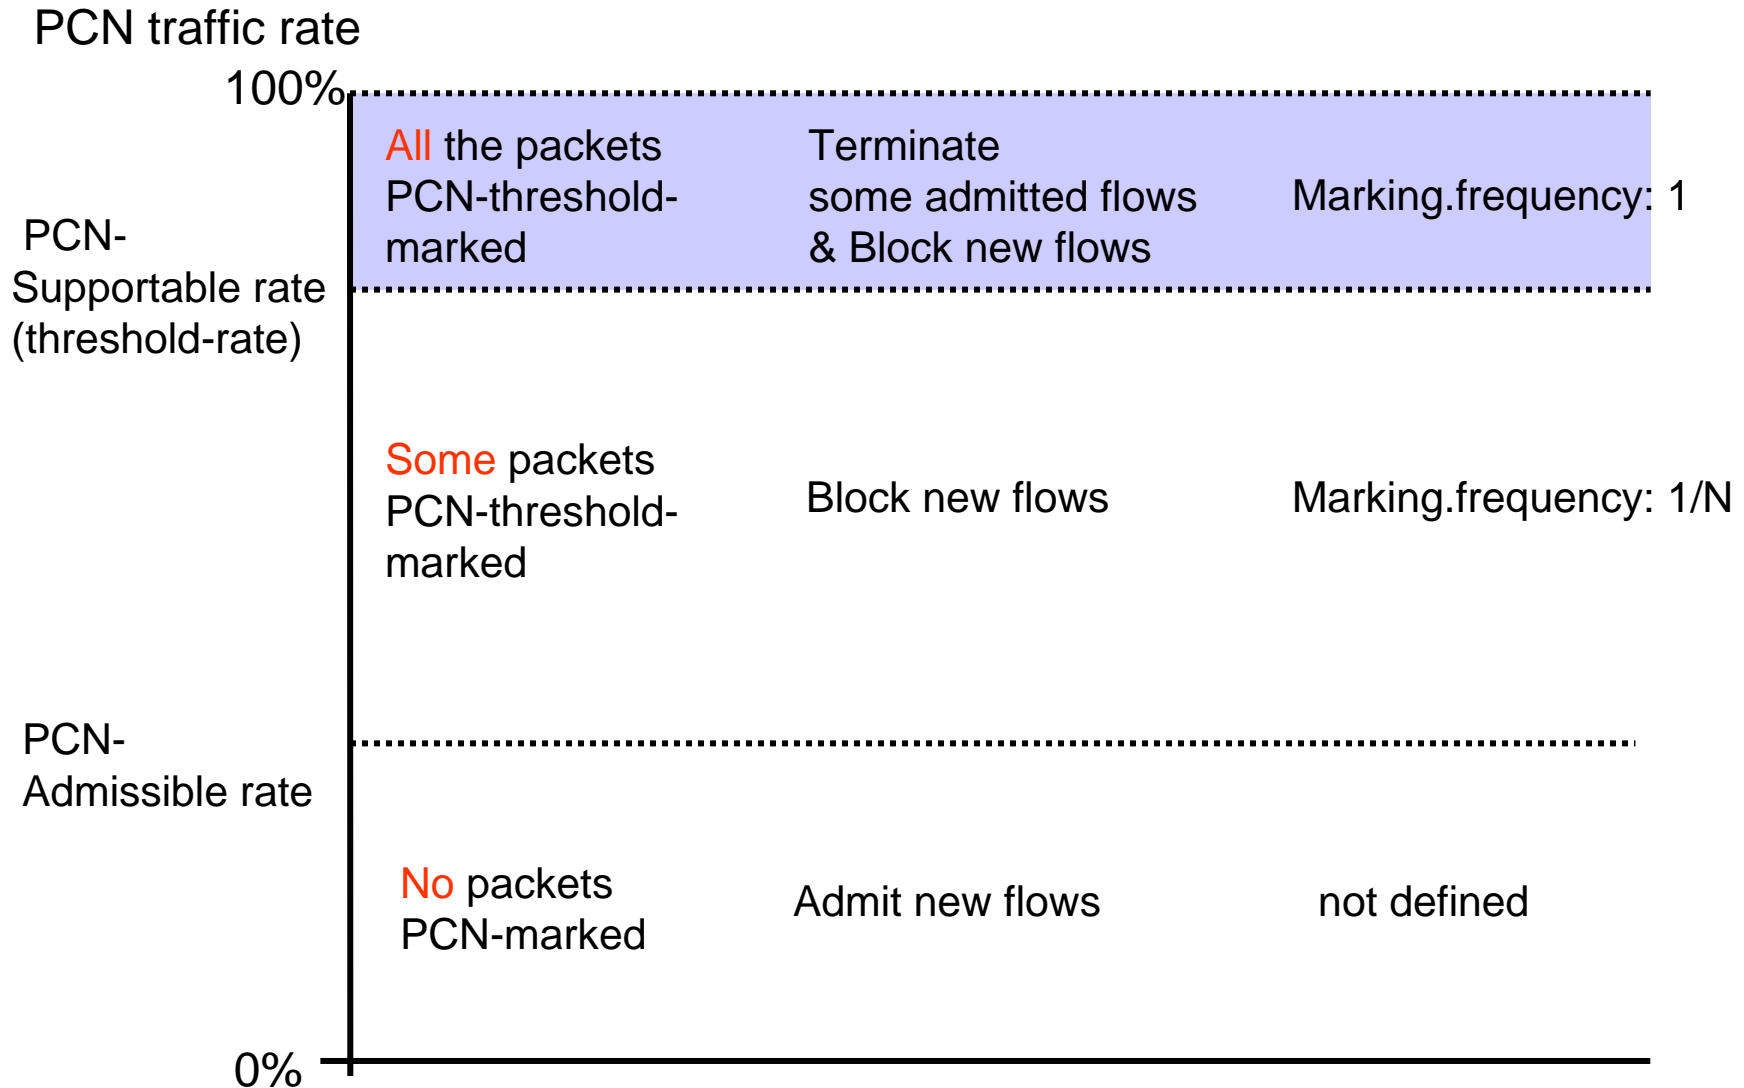 PCN traffic rate
100%
All the packets
PCN-threshold-
marked
Terminate
some admitted flows
& Block new flows
Marking.frequency: 1
PCN-
Supportable rate
(threshold-rate)
Some packets
PCN-threshold-
marked
Block new flows
Marking.frequency: 1/N
PCN-
Admissible rate
No packets
PCN-marked
Admit new flows
not defined
0%